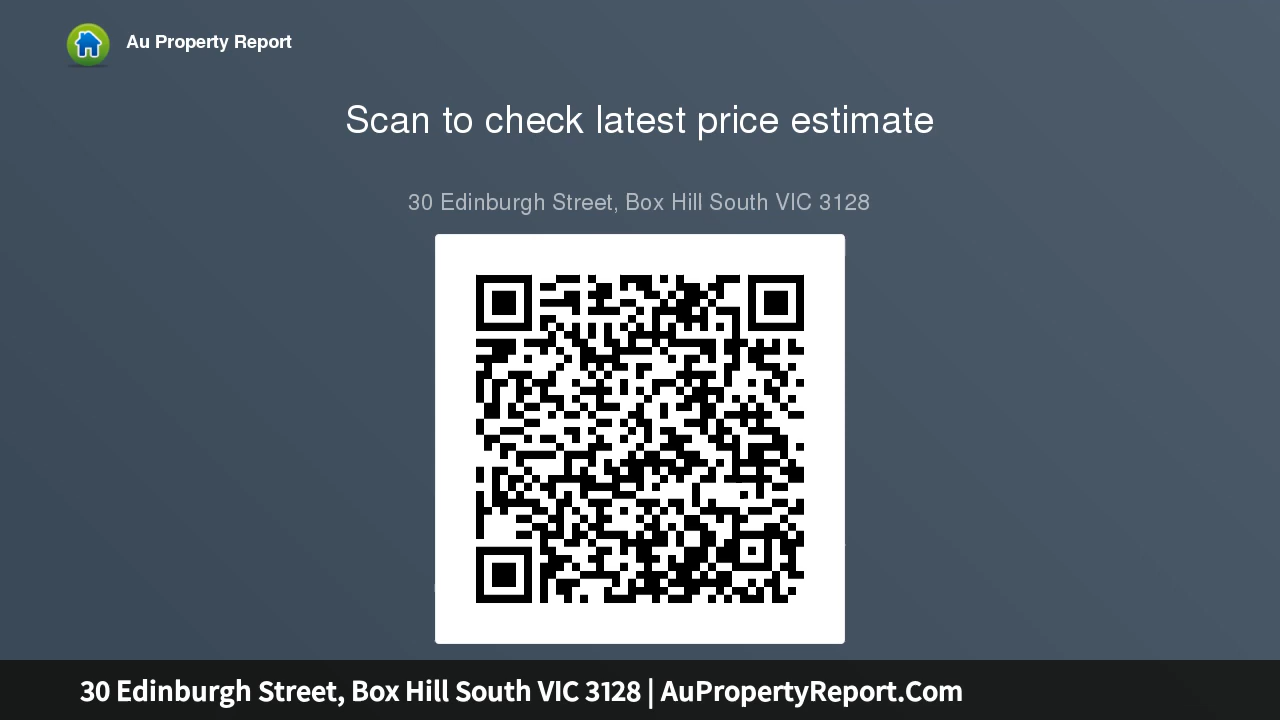 Au Property Report
Scan to check latest price estimate
30 Edinburgh Street, Box Hill South VIC 3128
30 Edinburgh Street, Box Hill South VIC 3128 | AuPropertyReport.Com